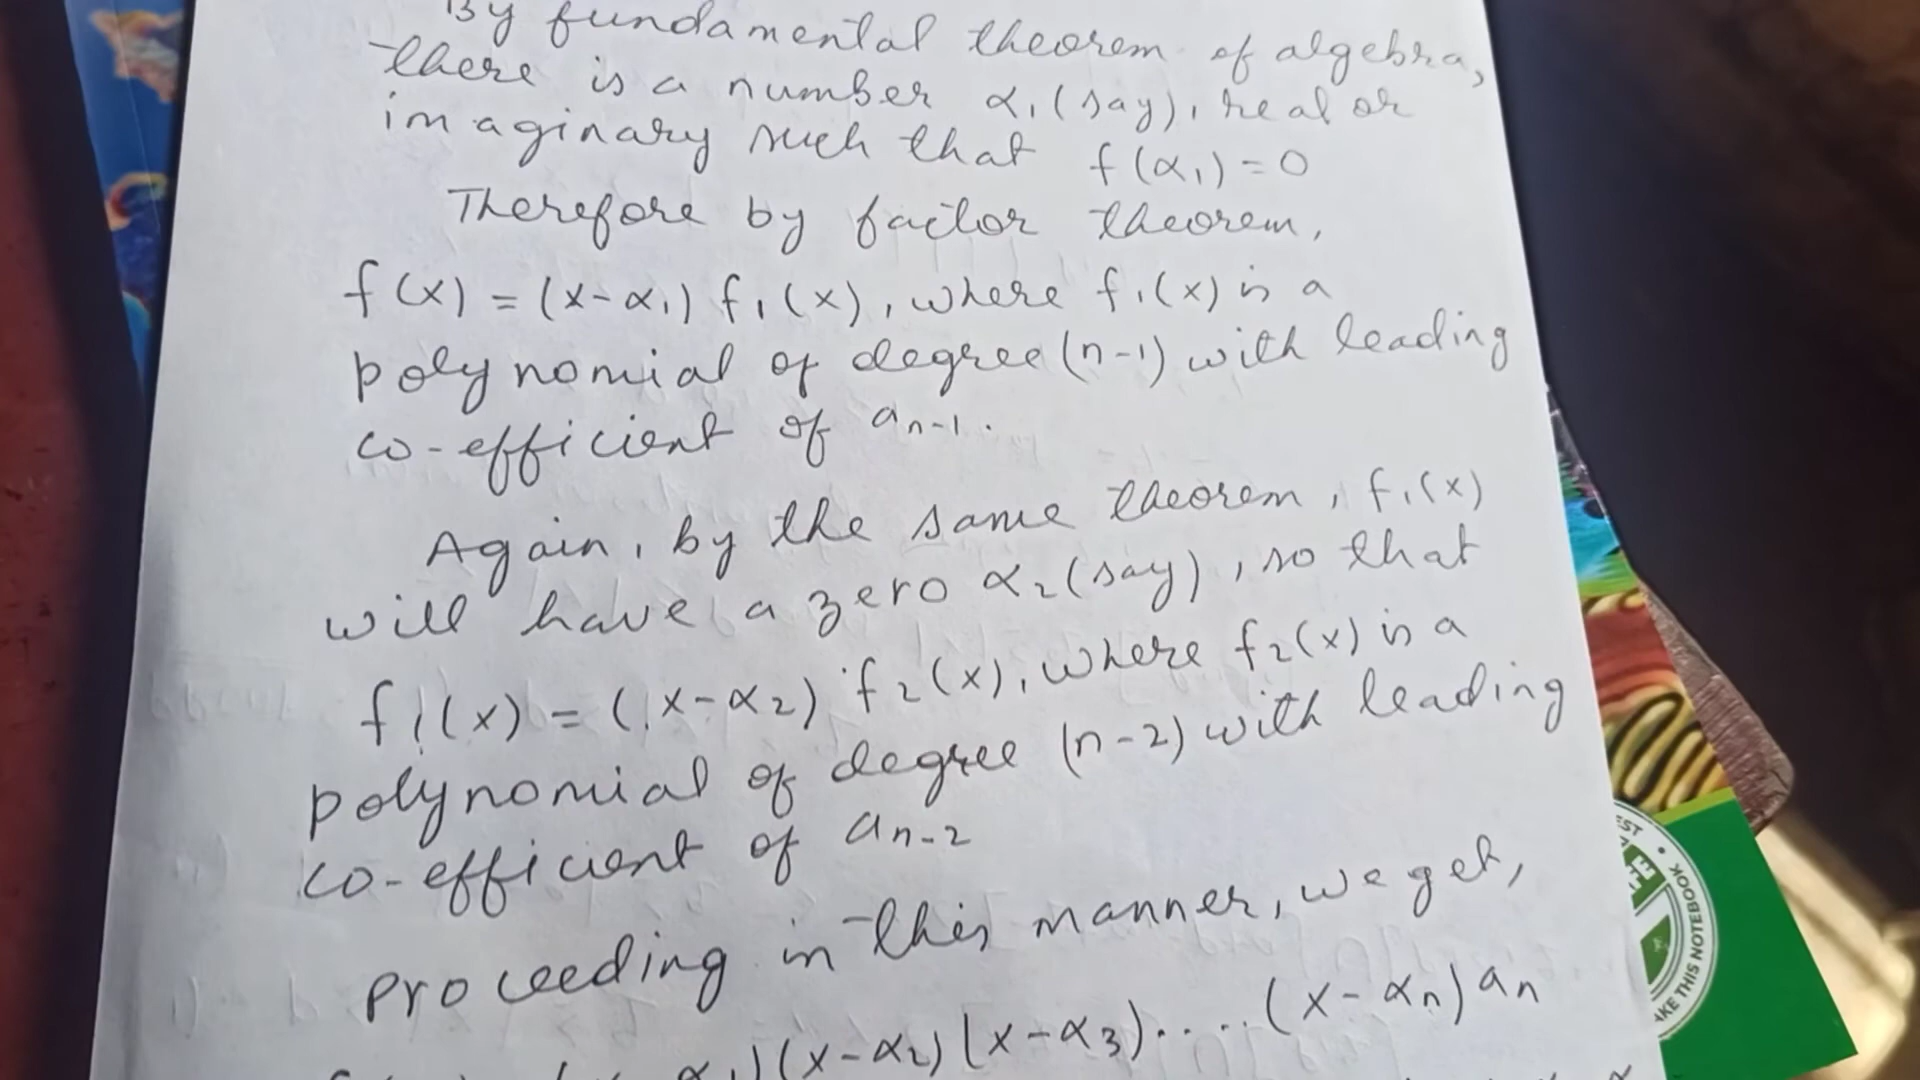 By fundamental theorem of algebra,
there is a number α₁ (say), real or
imaginary such that f(α₁) = 0
Therefore by factor theorem,
f(x) = (x-α₁) f₁(x), where f₁(x) is a
polynomial of degree (n-1) with leading
co-efficient of aₙ₋₁.
Again, by the same theorem, f₁(x)
will have a zero α₂ (say), so that
f₁(x) = (x-α₂) f₂(x), where f₂(x) is a
polynomial of degree (n-2) with leading
co-efficient of aₙ₋₂
Proceeding in this manner, we get,
α₁)(x-α₂)(x-α₃)....(x-αₙ) aₙ
THIS NOTEBOOK